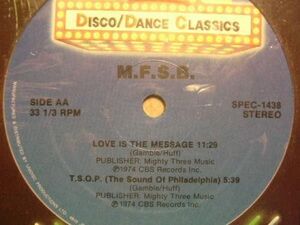 DISCO/DANCE CLASSICS
M.F.S.B.
SIDE AA
33 1/3 RPM
SPEC-1438
STEREO
LOVE IS THE MESSAGE 11:29
(Gamble/Huff)
PUBLISHER: Mighty Three Music
℗1974 CBS Records Inc.
T.S.O.P. (The Sound Of Philadelphia) 5:39
(Gamble/Huff)
PUBLISHER: Mighty Three Music
℗1974 CBS Records Inc.